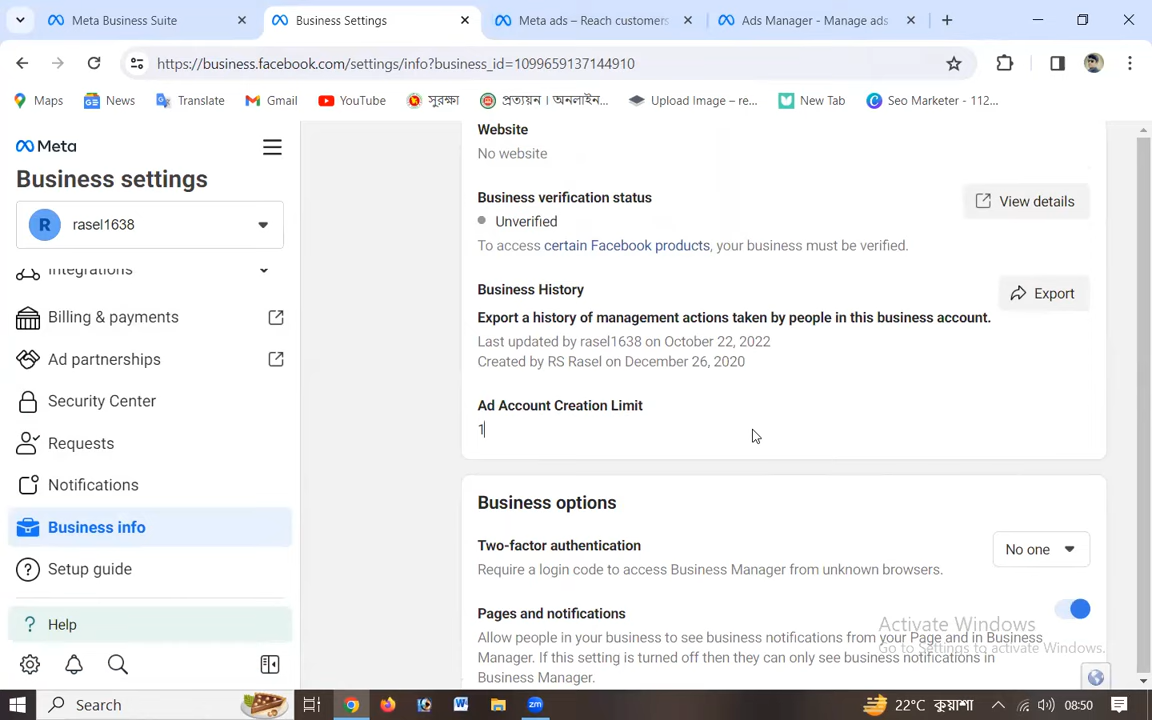 Meta Business Suite
Business Settings
Meta ads – Reach customers
Ads Manager - Manage ads
https://business.facebook.com/settings/info?business_id=1099659137144910
Maps
News
Translate
Gmail
YouTube
সুরক্ষা
প্রত্যয়ন । অনলাইন...
Upload Image – re...
New Tab
Seo Marketer - 112...
Meta
Business settings
R
rasel1638
Integrations
Billing & payments
Ad partnerships
Security Center
Requests
Notifications
Business info
Setup guide
? Help
Website
No website
Business verification status
View details
Unverified
To access certain Facebook products, your business must be verified.
Business History
Export
Export a history of management actions taken by people in this business account.
Last updated by rasel1638 on October 22, 2022
Created by RS Rasel on December 26, 2020
Ad Account Creation Limit
1
Business options
Two-factor authentication
No one
Require a login code to access Business Manager from unknown browsers.
Pages and notifications
Allow people in your business to see business notifications from your Page and in Business
Manager. If this setting is turned off then they can only see business notifications in
Business Manager.
Activate Windows
Go to Settings to activate Windows.
Search
zm
22°C কুয়াশা
08:50